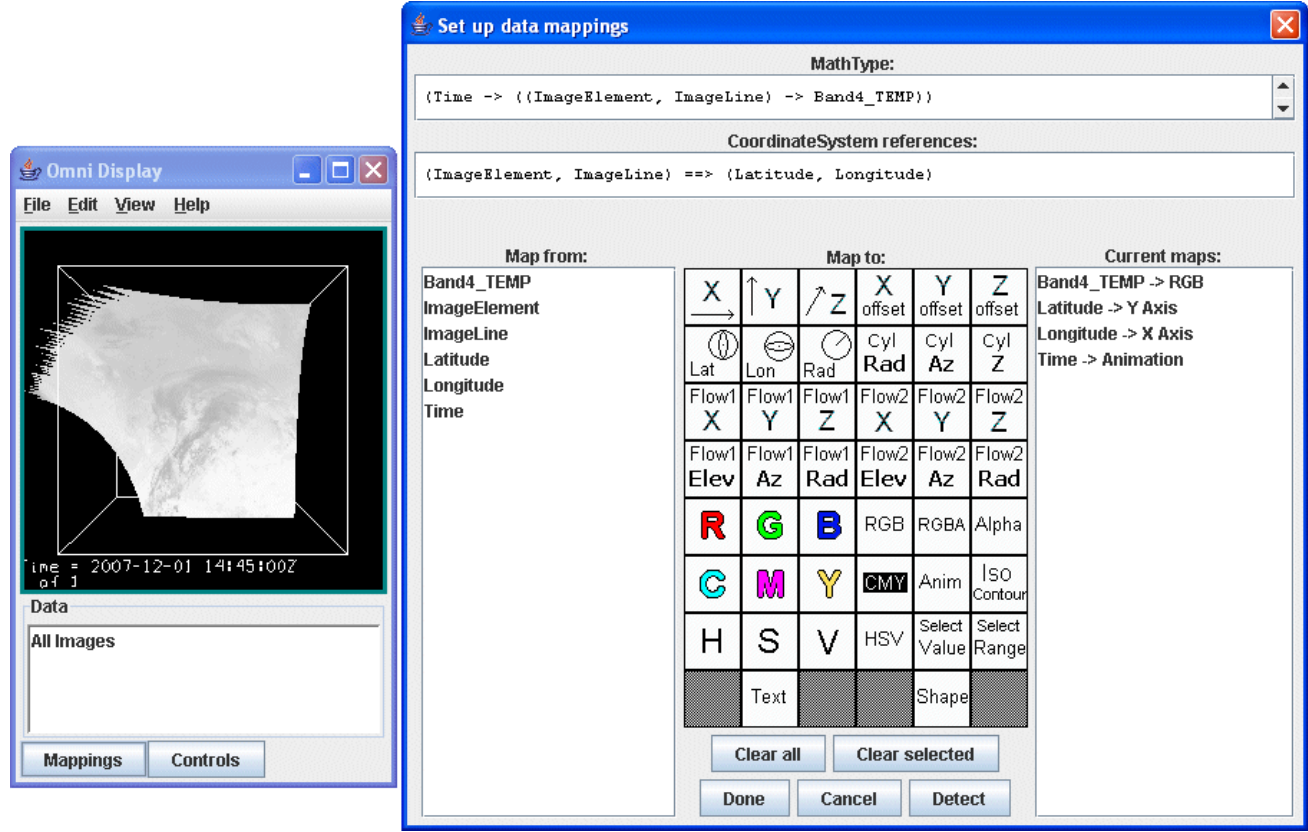 Omni Display
File Edit View Help
Time = 2007-12-01 14:45:00Z
of 1
Data
All Images
Mappings Controls
Set up data mappings
MathType:
(Time -> ((ImageElement, ImageLine) -> Band4_TEMP))
CoordinateSystem references:
(ImageElement, ImageLine) ==> (Latitude, Longitude)
Map from:
Band4_TEMP
ImageElement
ImageLine
Latitude
Longitude
Time
Map to:
X Y Z X offset Y offset Z offset
Lat Lon Rad Cyl Rad Cyl Az Cyl Z
Flow1 X Flow1 Y Flow1 Z Flow2 X Flow2 Y Flow2 Z
Flow1 Elev Flow1 Az Flow1 Rad Flow2 Elev Flow2 Az Flow2 Rad
R G B RGB RGBA Alpha
C M Y CMY Anim Iso Contour
H S V HSV Select Value Select Range
Text Shape
Clear all Clear selected
Done Cancel Detect
Current maps:
Band4_TEMP -> RGB
Latitude -> Y Axis
Longitude -> X Axis
Time -> Animation